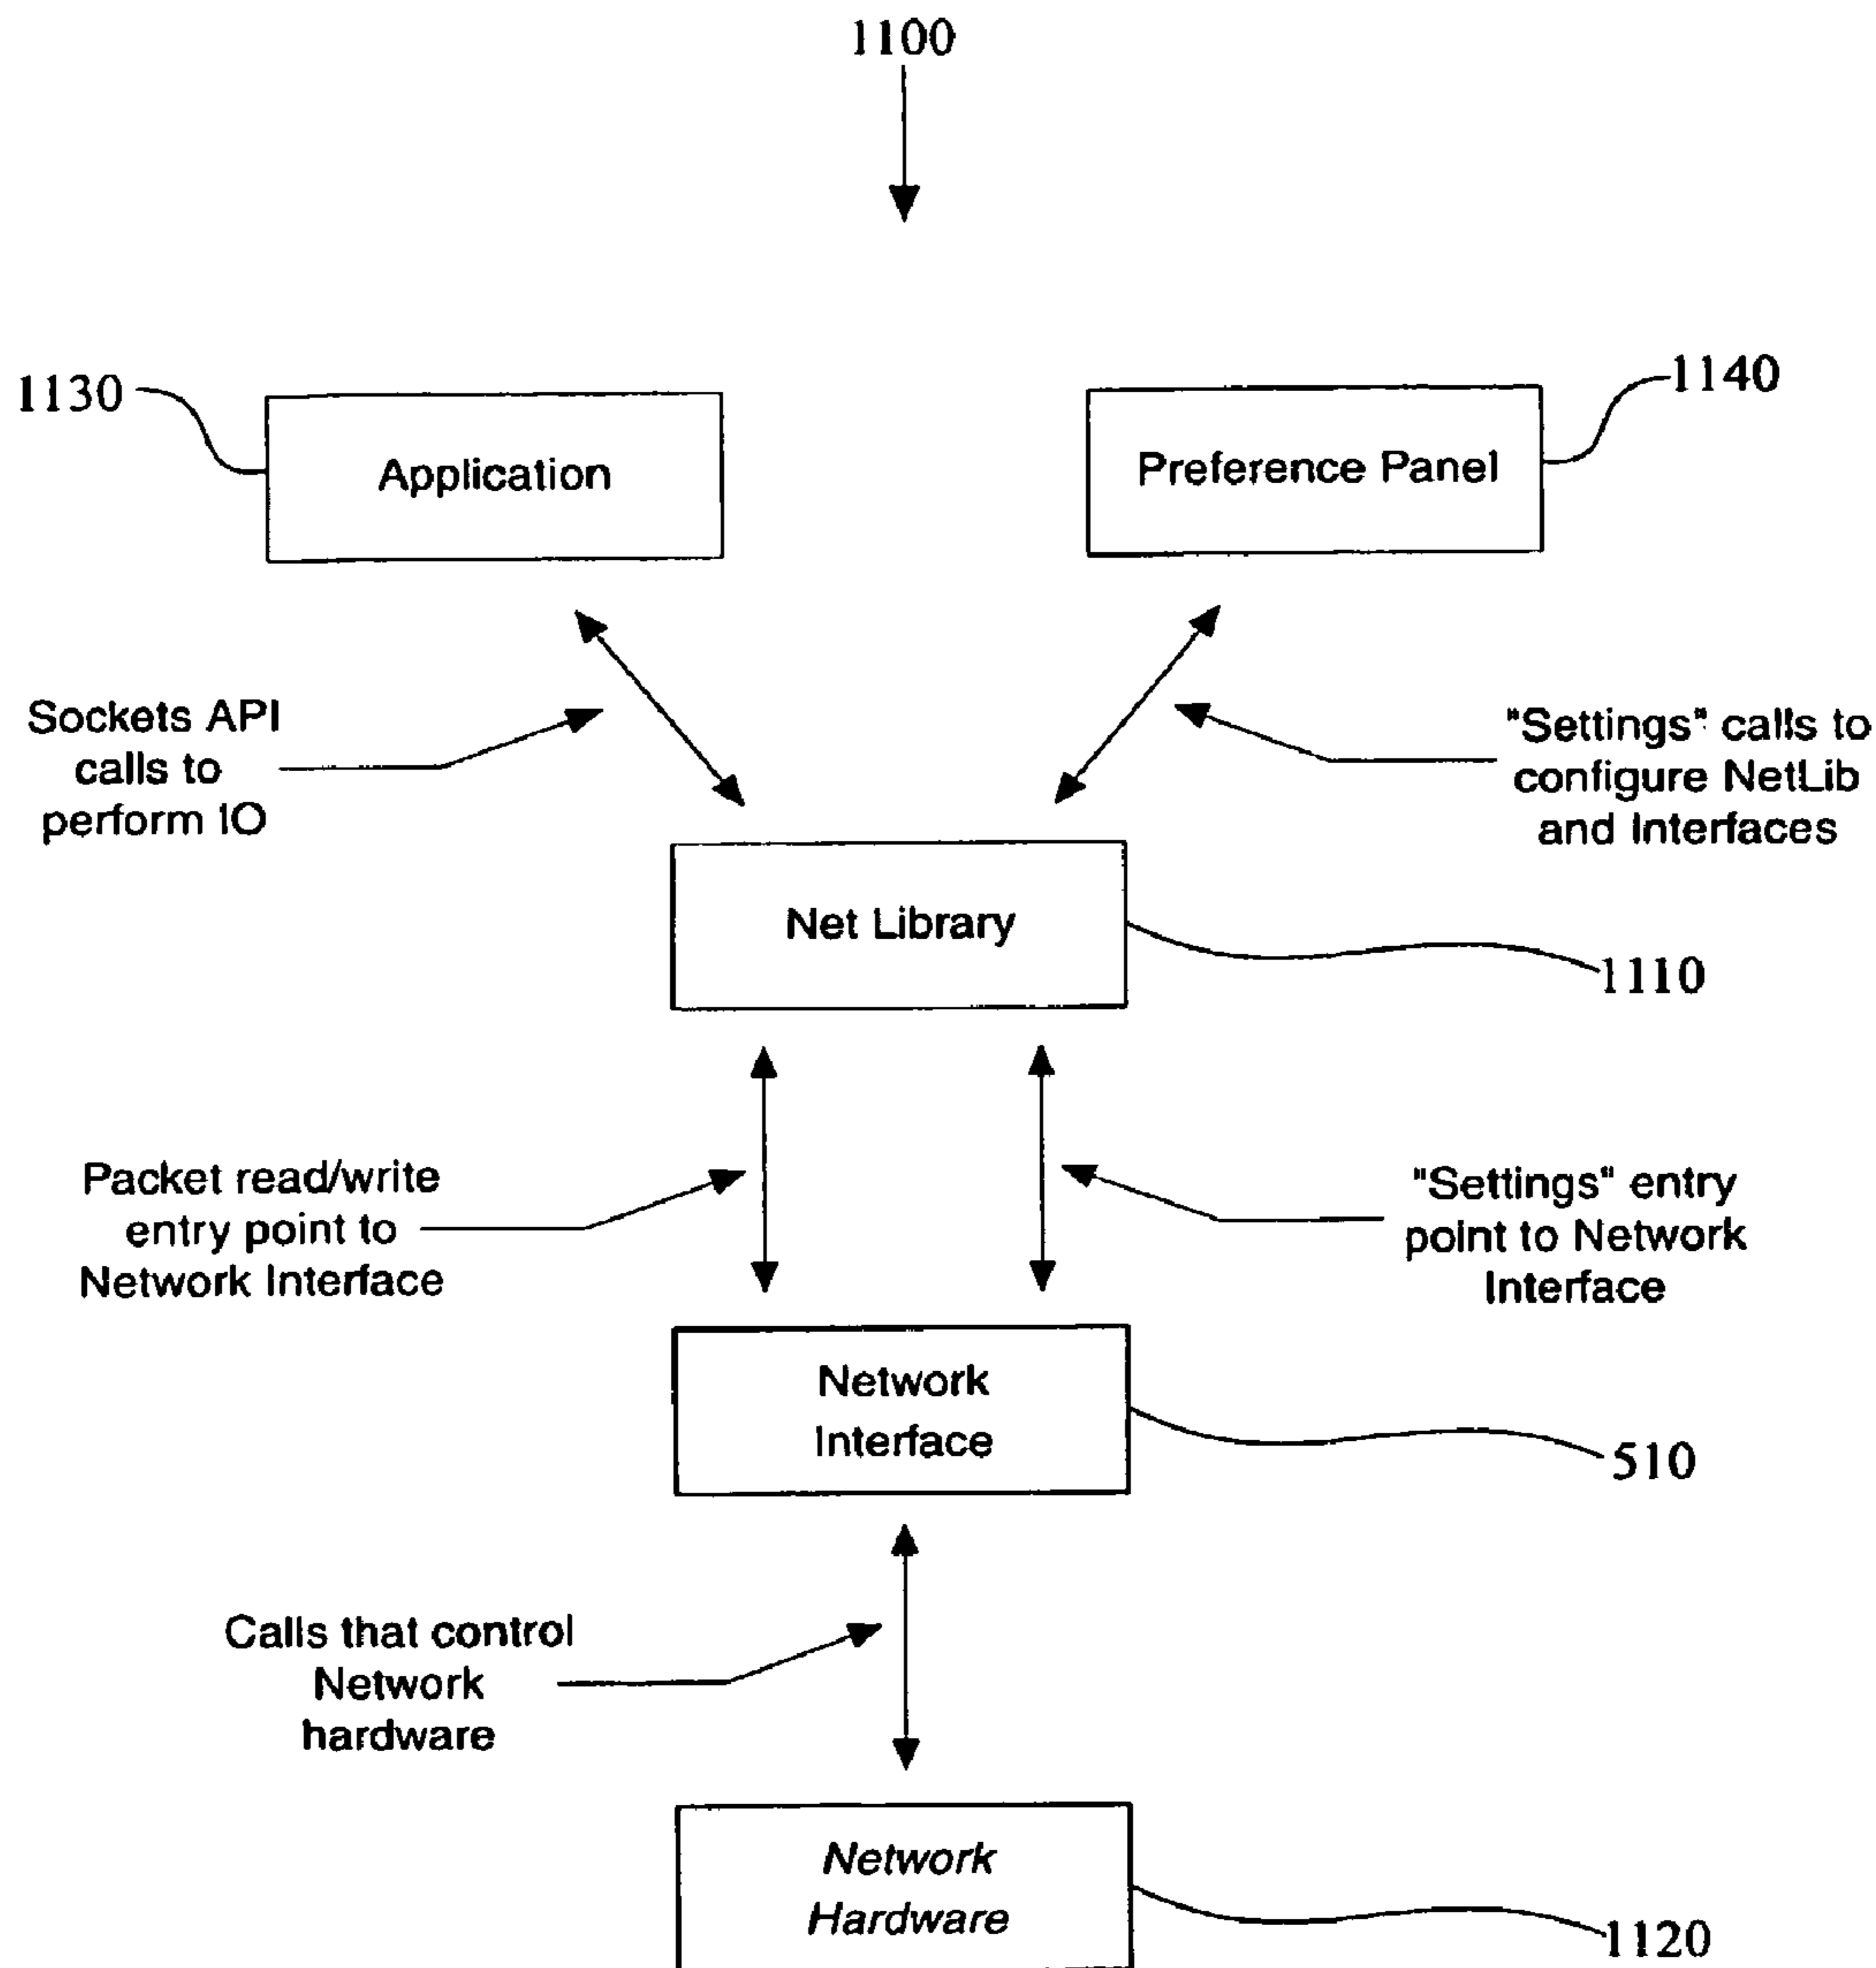 1100
1130
1140
Application
Preference Panel
Sockets API
calls to
perform IO
"Settings" calls to
configure NetLib
and Interfaces
Net Library
1110
Packet read/write
entry point to
Network Interface
"Settings" entry
point to Network
Interface
Network
Interface
510
Calls that control
Network
hardware
Network
Hardware
1120